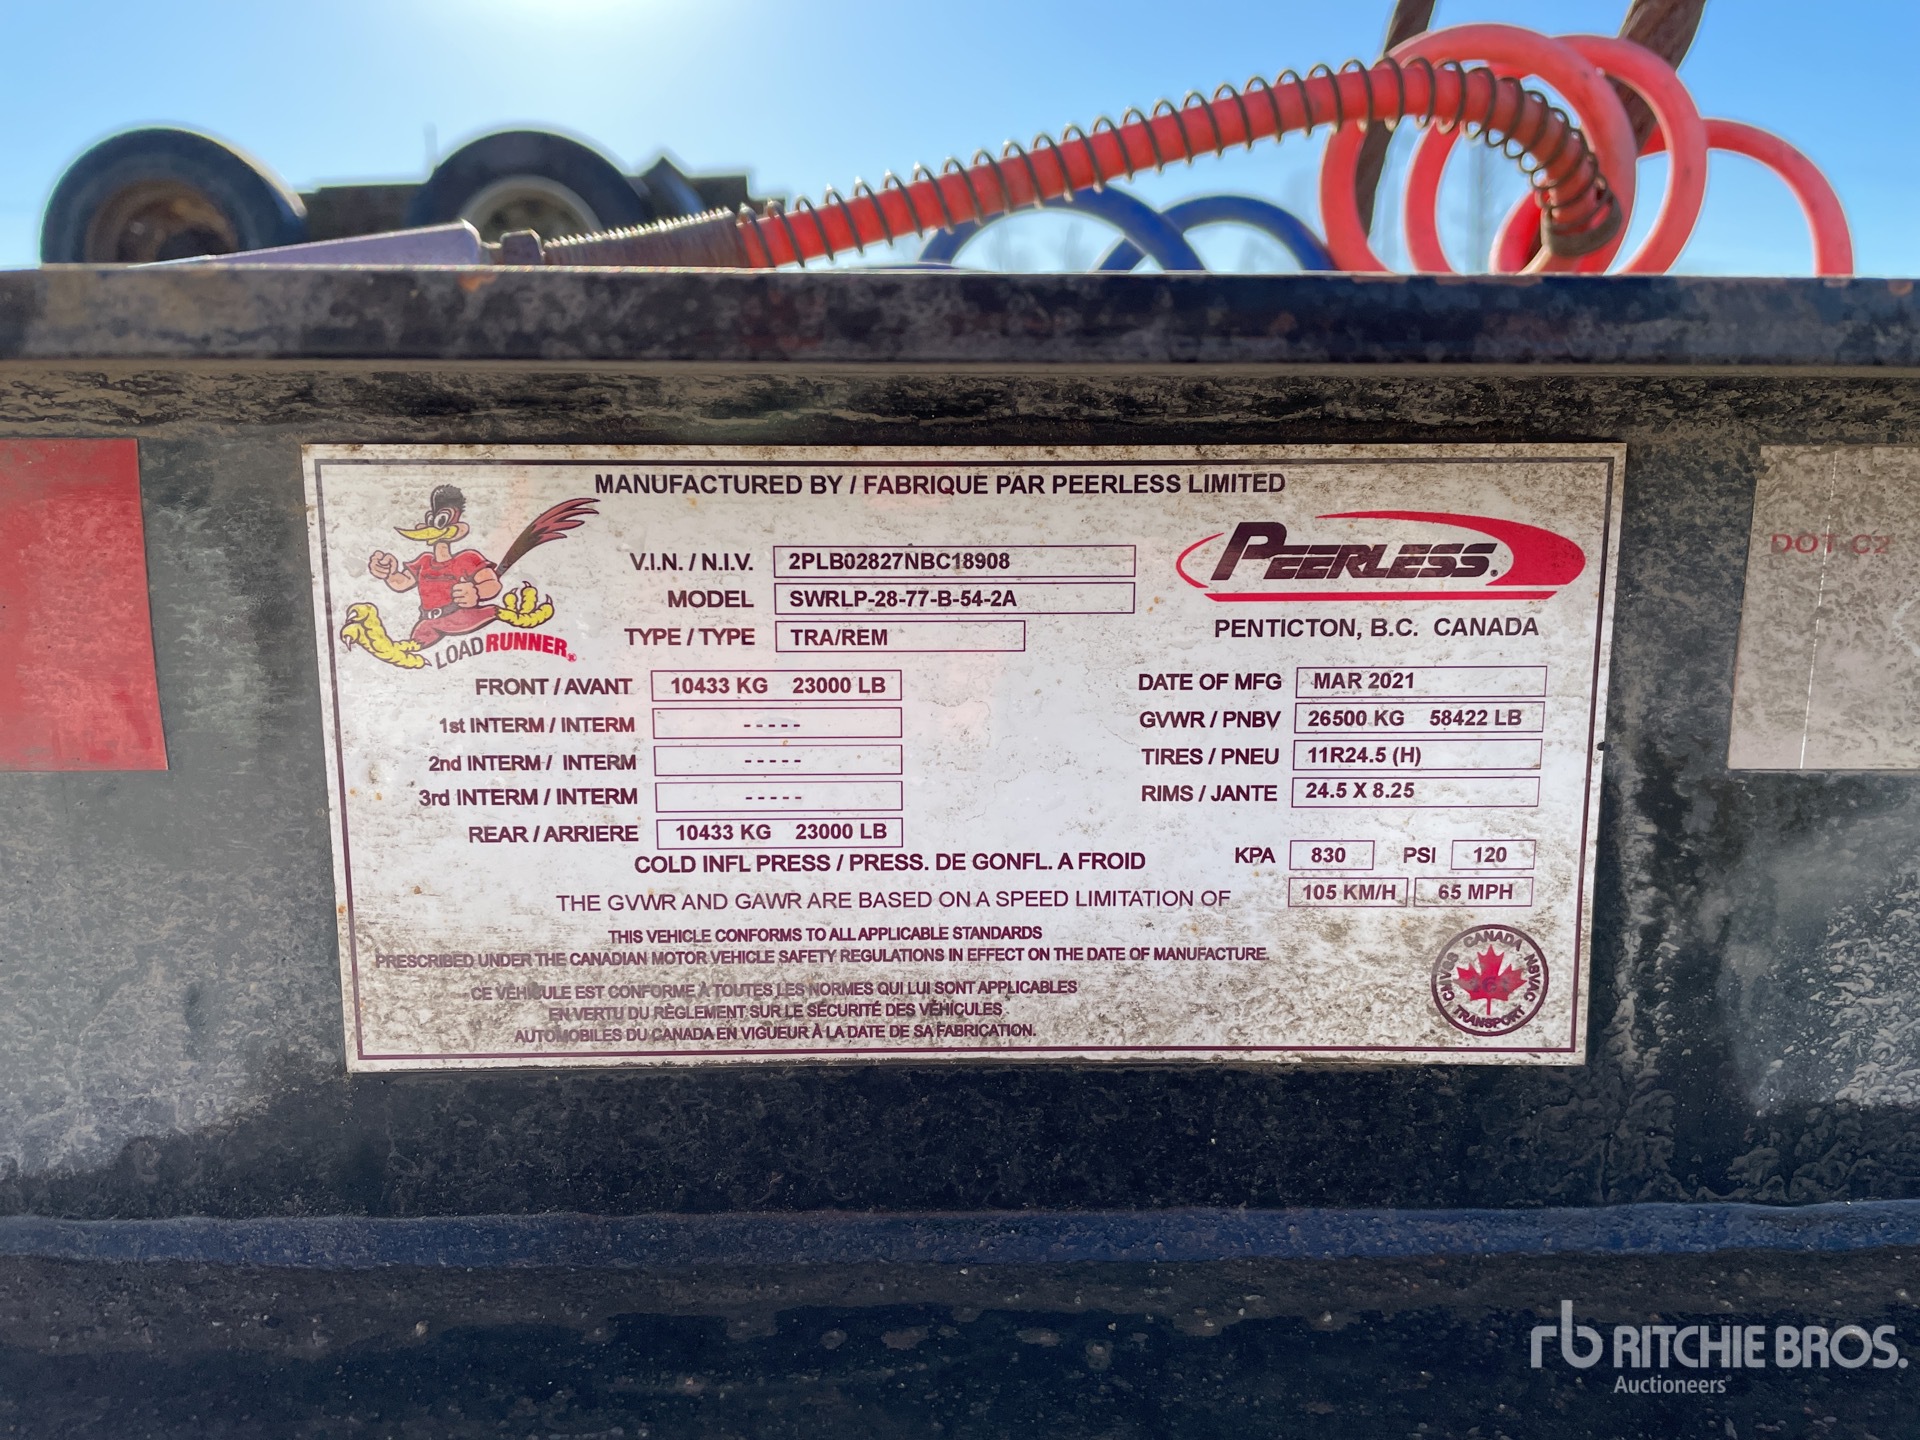 MANUFACTURED BY / FABRIQUE PAR PEERLESS LIMITED
LOADRUNNER®
V.I.N. / N.I.V. 2PLB02827NBC18908
MODEL SWRLP-28-77-B-54-2A
TYPE / TYPE TRA/REM
PEERLESS®
PENTICTON, B.C. CANADA
FRONT / AVANT 10433 KG 23000 LB
1st INTERM / INTERM -----
2nd INTERM / INTERM -----
3rd INTERM / INTERM -----
REAR / ARRIERE 10433 KG 23000 LB
DATE OF MFG MAR 2021
GVWR / PNBV 26500 KG 58422 LB
TIRES / PNEU 11R24.5 (H)
RIMS / JANTE 24.5 X 8.25
COLD INFL PRESS / PRESS. DE GONFL. A FROID KPA 830 PSI 120
THE GVWR AND GAWR ARE BASED ON A SPEED LIMITATION OF 105 KM/H 65 MPH
THIS VEHICLE CONFORMS TO ALL APPLICABLE STANDARDS
PRESCRIBED UNDER THE CANADIAN MOTOR VEHICLE SAFETY REGULATIONS IN EFFECT ON THE DATE OF MANUFACTURE.
CE VÉHICULE EST CONFORME À TOUTES LES NORMES QUI LUI SONT APPLICABLES
EN VERTU DU RÈGLEMENT SUR LE SÉCURITÉ DES VÉHICULES
AUTOMOBILES DU CANADA EN VIGUEUR À LA DATE DE SA FABRICATION.
CANADA
TRANSPORT
DOT C2
rb RITCHIE BROS.
Auctioneers